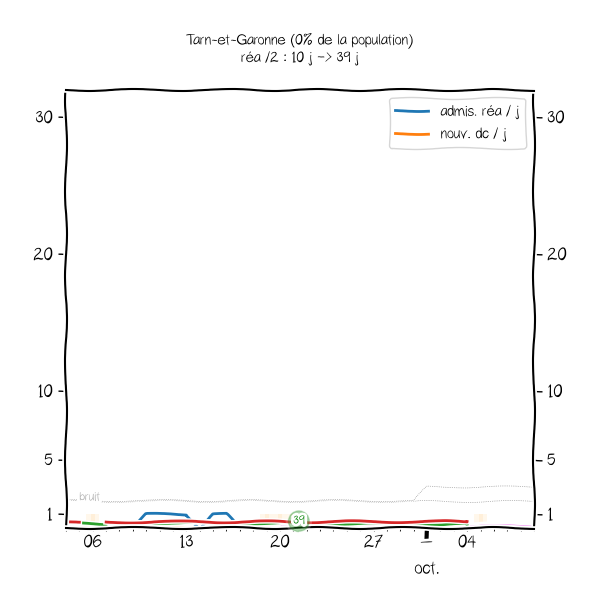 Tarn-et-Garonne (0% de la population)
réa /2 : 10 j -> 39 j
admis. réa / j
nouv. dc / j
30 30
20 20
10 10
5 5
bruit
1 39 1
06 13 20 27 04
oct.